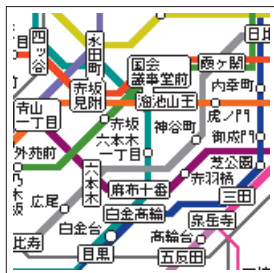 四ッ谷
永田町
国会
議事堂前
霞ヶ関
日比
内幸町
赤坂
見附
溜池山王
青山
一丁目
虎ノ門
赤坂
六本木
一丁目
神谷町
御成門
外苑前
六本木
芝公園
乃木坂
麻布十番
赤羽橋
三田
広尾
白金高輪
泉岳寺
白金台
高輪台
比寿
目黒
五反田